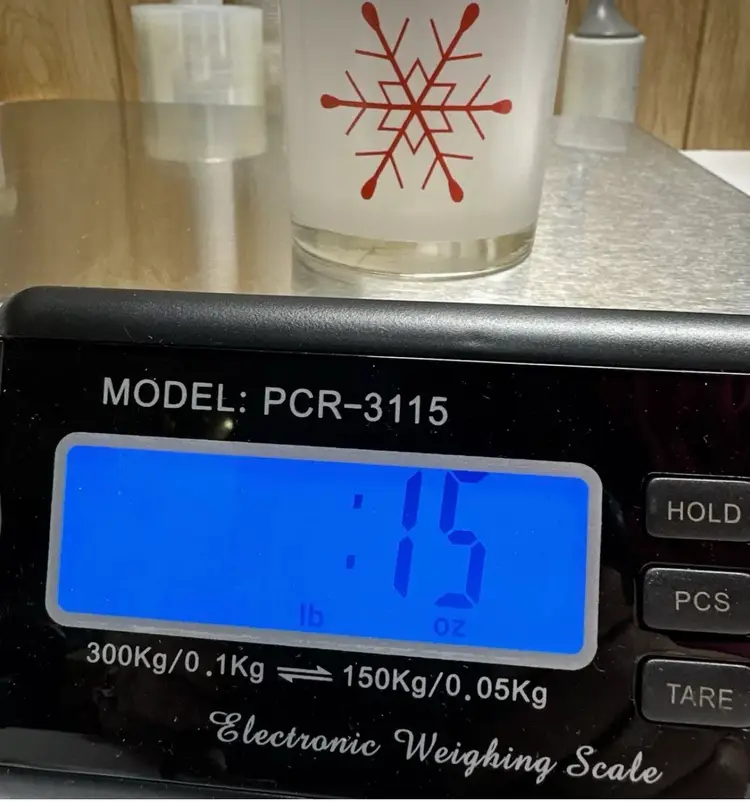 MODEL: PCR-3115
:15
lb oz
HOLD
PCS
TARE
300Kg/0.1Kg ⇌ 150Kg/0.05Kg
Electronic Weighing Scale